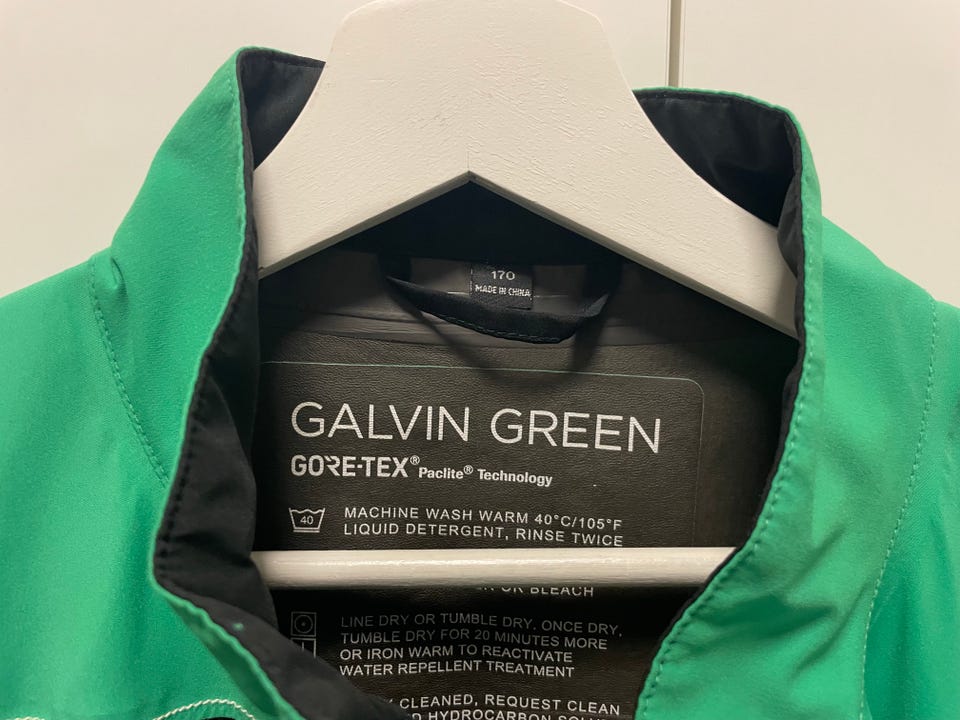 170
MADE IN CHINA
GALVIN GREEN
GORE-TEX® Paclite® Technology
40
MACHINE WASH WARM 40°C/105°F
LIQUID DETERGENT, RINSE TWICE
OR BLEACH
LINE DRY OR TUMBLE DRY. ONCE DRY,
TUMBLE DRY FOR 20 MINUTES MORE
OR IRON WARM TO REACTIVATE
WATER REPELLENT TREATMENT
CLEANED, REQUEST CLEAN
HYDROCARBON